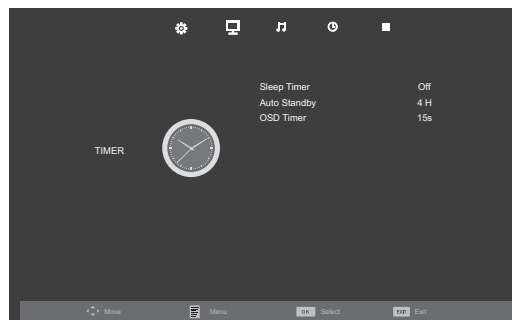 Sleep Timer Off
Auto Standby 4 H
OSD Timer 15s
TIMER
Move Menu OK Select EXIT Exit